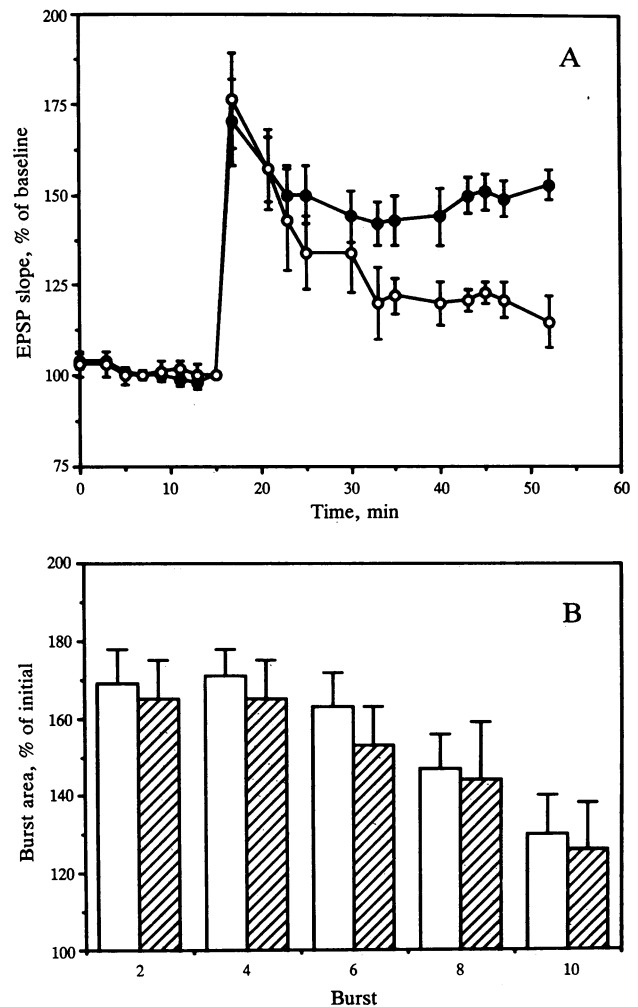 A
EPSP slope, % of baseline
200
175
150
125
100
75
0 10 20 30 40 50 60
Time, min
B
Burst area, % of initial
200
180
160
140
120
100
2 4 6 8 10
Burst